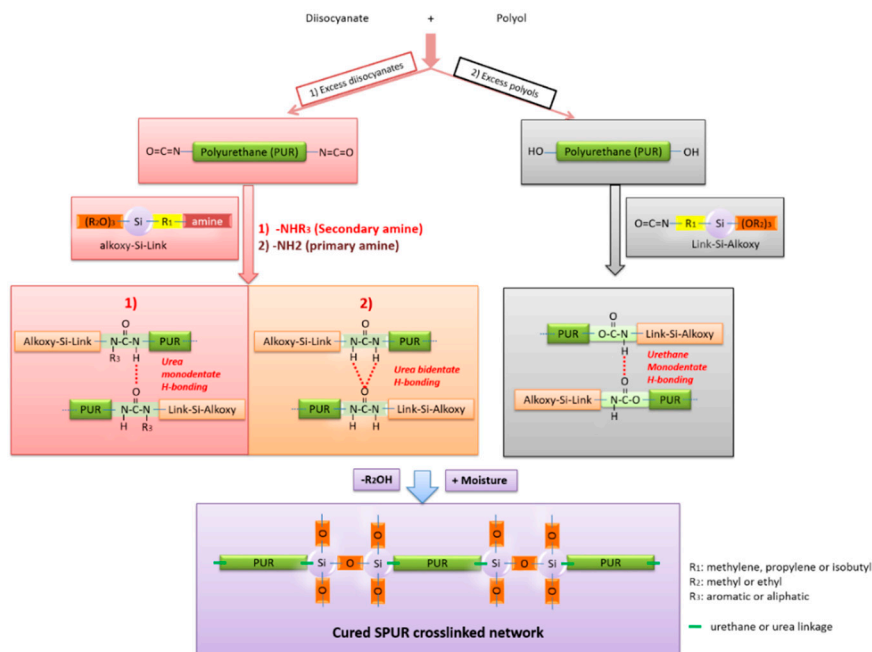 Diisocyanate + Polyol
1) Excess diisocyanates
2) Excess polyols
O=C=N Polyurethane (PUR) N=C=O
HO Polyurethane (PUR) OH
(R₂O)₃ Si R₁ amine
alkoxy-Si-Link
1) -NHR₃ (Secondary amine)
2) -NH2 (primary amine)
O=C=N R₁ Si (OR₂)₃
Link-Si-Alkoxy
1)
O
Alkoxy-Si-Link N-C-N PUR
R₃ H
Urea
monodentate
H-bonding
O
PUR N-C-N Link-Si-Alkoxy
H R₃
2)
O
Alkoxy-Si-Link N-C-N PUR
H H
Urea bidentate
H-bonding
O
PUR N-C-N Link-Si-Alkoxy
H H
O
PUR O-C-N Link-Si-Alkoxy
H
Urethane
Monodentate
H-bonding
O
Alkoxy-Si-Link N-C-O PUR
H
-R₂OH + Moisture
O O O O
PUR Si O Si PUR Si O Si PUR
O O O O
Cured SPUR crosslinked network
R₁: methylene, propylene or isobutyl
R₂: methyl or ethyl
R₃: aromatic or aliphatic
urethane or urea linkage